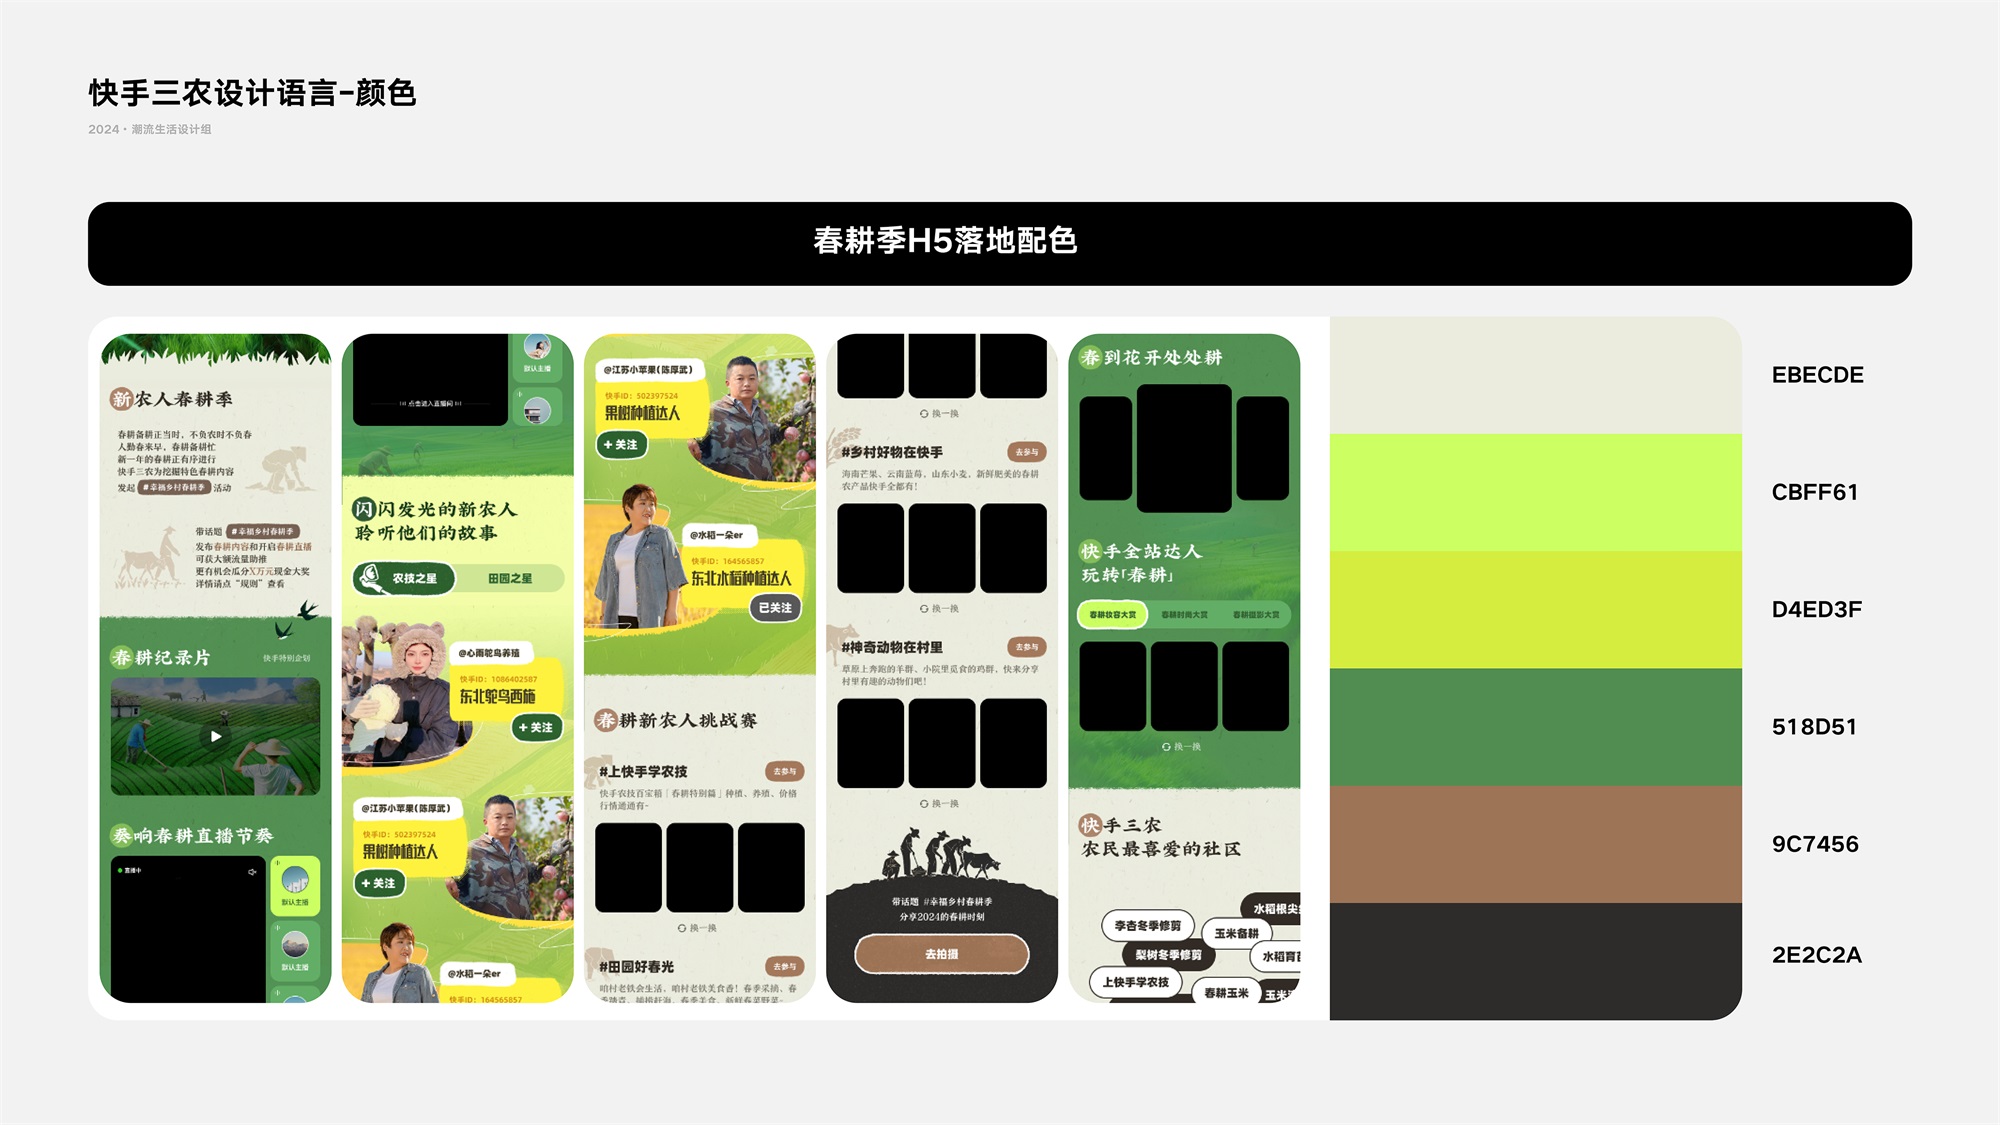 快手三农设计语言-颜色
2024 · 潮流生活设计组
春耕季H5落地配色
新农人春耕季
春耕备耕正当时，不负农时不负春
人勤春来早，春耕备耕忙
新一年的春耕正有序进行
快手三农为挖掘特色春耕内容
发起 #幸福乡村春耕季 活动
带话题 #幸福乡村春耕季
发布春耕内容和开启春耕直播
可获大额流量助推
更有机会瓜分X万元现金大奖
详情请点“规则”查看
春耕纪录片
快手特别企划
奏响春耕直播节奏
直播中
默认主播
默认主播
点击进入直播间
默认主播
闪闪发光的新农人
聆听他们的故事
农技之星
田园之星
@心雨鸵鸟养殖
快手ID：1086402587
东北鸵鸟西施
+ 关注
@江苏小苹果(陈厚武)
快手ID：502397524
果树种植达人
+ 关注
@水稻一朵er
快手ID：164565857
@江苏小苹果(陈厚武)
快手ID：502397524
果树种植达人
+ 关注
@水稻一朵er
快手ID：164565857
东北水稻种植达人
已关注
春耕新农人挑战赛
#上快手学农技
去参与
快手农技百宝箱「春耕特别篇」种植、养殖、价格
行情通通有~
换一换
#田园好春光
去参与
咱村老铁会生活，咱村老铁美食香！春季采摘、春
换一换
#乡村好物在快手
去参与
海南芒果、云南蓝莓，山东小麦，新鲜肥美的春耕
农产品快手全都有！
换一换
#神奇动物在村里
去参与
草原上奔跑的羊群、小院里觅食的鸡群，快来分享
村里有趣的动物们吧！
换一换
带话题 #幸福乡村春耕季
分享2024的春耕时刻
去拍摄
春到花开处处耕
快手全站达人
玩转「春耕」
春耕妆容大赏
春耕时尚大赏
春耕摄影大赏
换一换
快手三农
农民最喜爱的社区
水稻根尖
李杏冬季修剪
玉米备耕
梨树冬季修剪
水稻育
上快手学农技
春耕玉米
玉米
EBECDE
CBFF61
D4ED3F
518D51
9C7456
2E2C2A